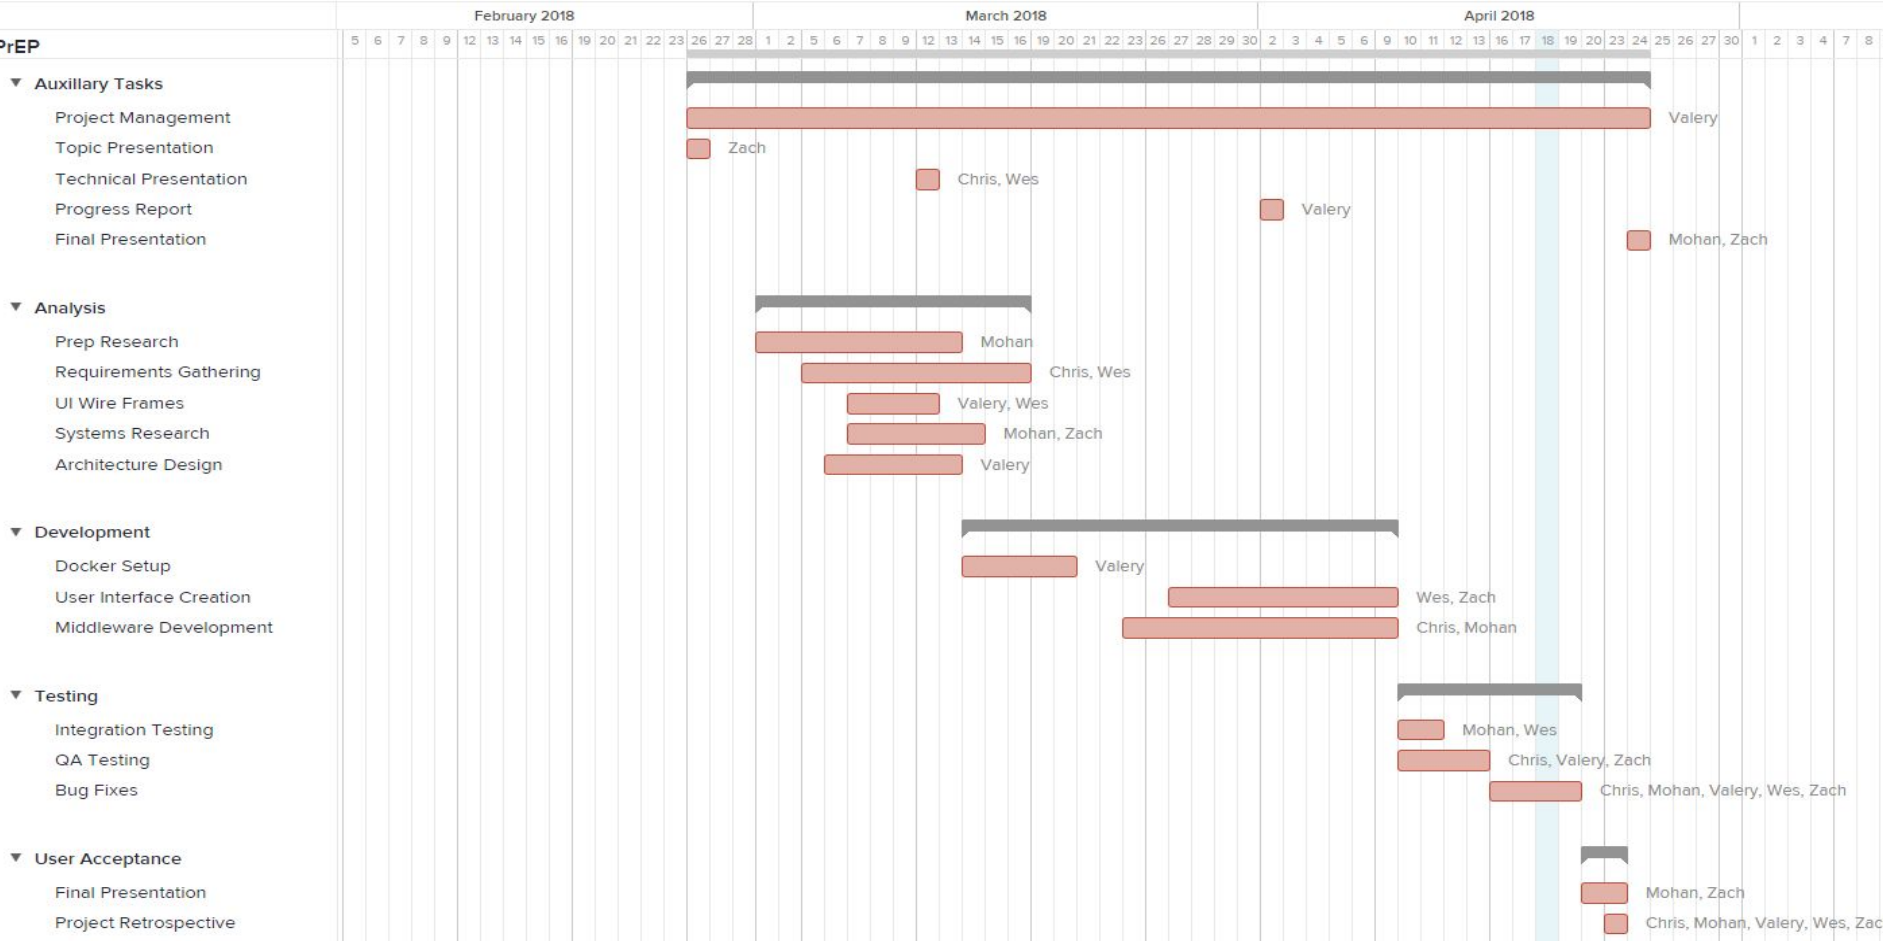 February 2018 March 2018 April 2018
PrEP 5 6 7 8 9 12 13 14 15 16 19 20 21 22 23 26 27 28 1 2 5 6 7 8 9 12 13 14 15 16 19 20 21 22 23 26 27 28 29 30 2 3 4 5 6 9 10 11 12 13 16 17 18 19 20 23 24 25 26 27 30 1 2 3 4 7 8
Auxillary Tasks
Project Management Valery
Topic Presentation Zach
Technical Presentation Chris, Wes
Progress Report Valery
Final Presentation Mohan, Zach
Analysis
Prep Research Mohan
Requirements Gathering Chris, Wes
UI Wire Frames Valery, Wes
Systems Research Mohan, Zach
Architecture Design Valery
Development
Docker Setup Valery
User Interface Creation Wes, Zach
Middleware Development Chris, Mohan
Testing
Integration Testing Mohan, Wes
QA Testing Chris, Valery, Zach
Bug Fixes Chris, Mohan, Valery, Wes, Zach
User Acceptance
Final Presentation Mohan, Zach
Project Retrospective Chris, Mohan, Valery, Wes, Zac